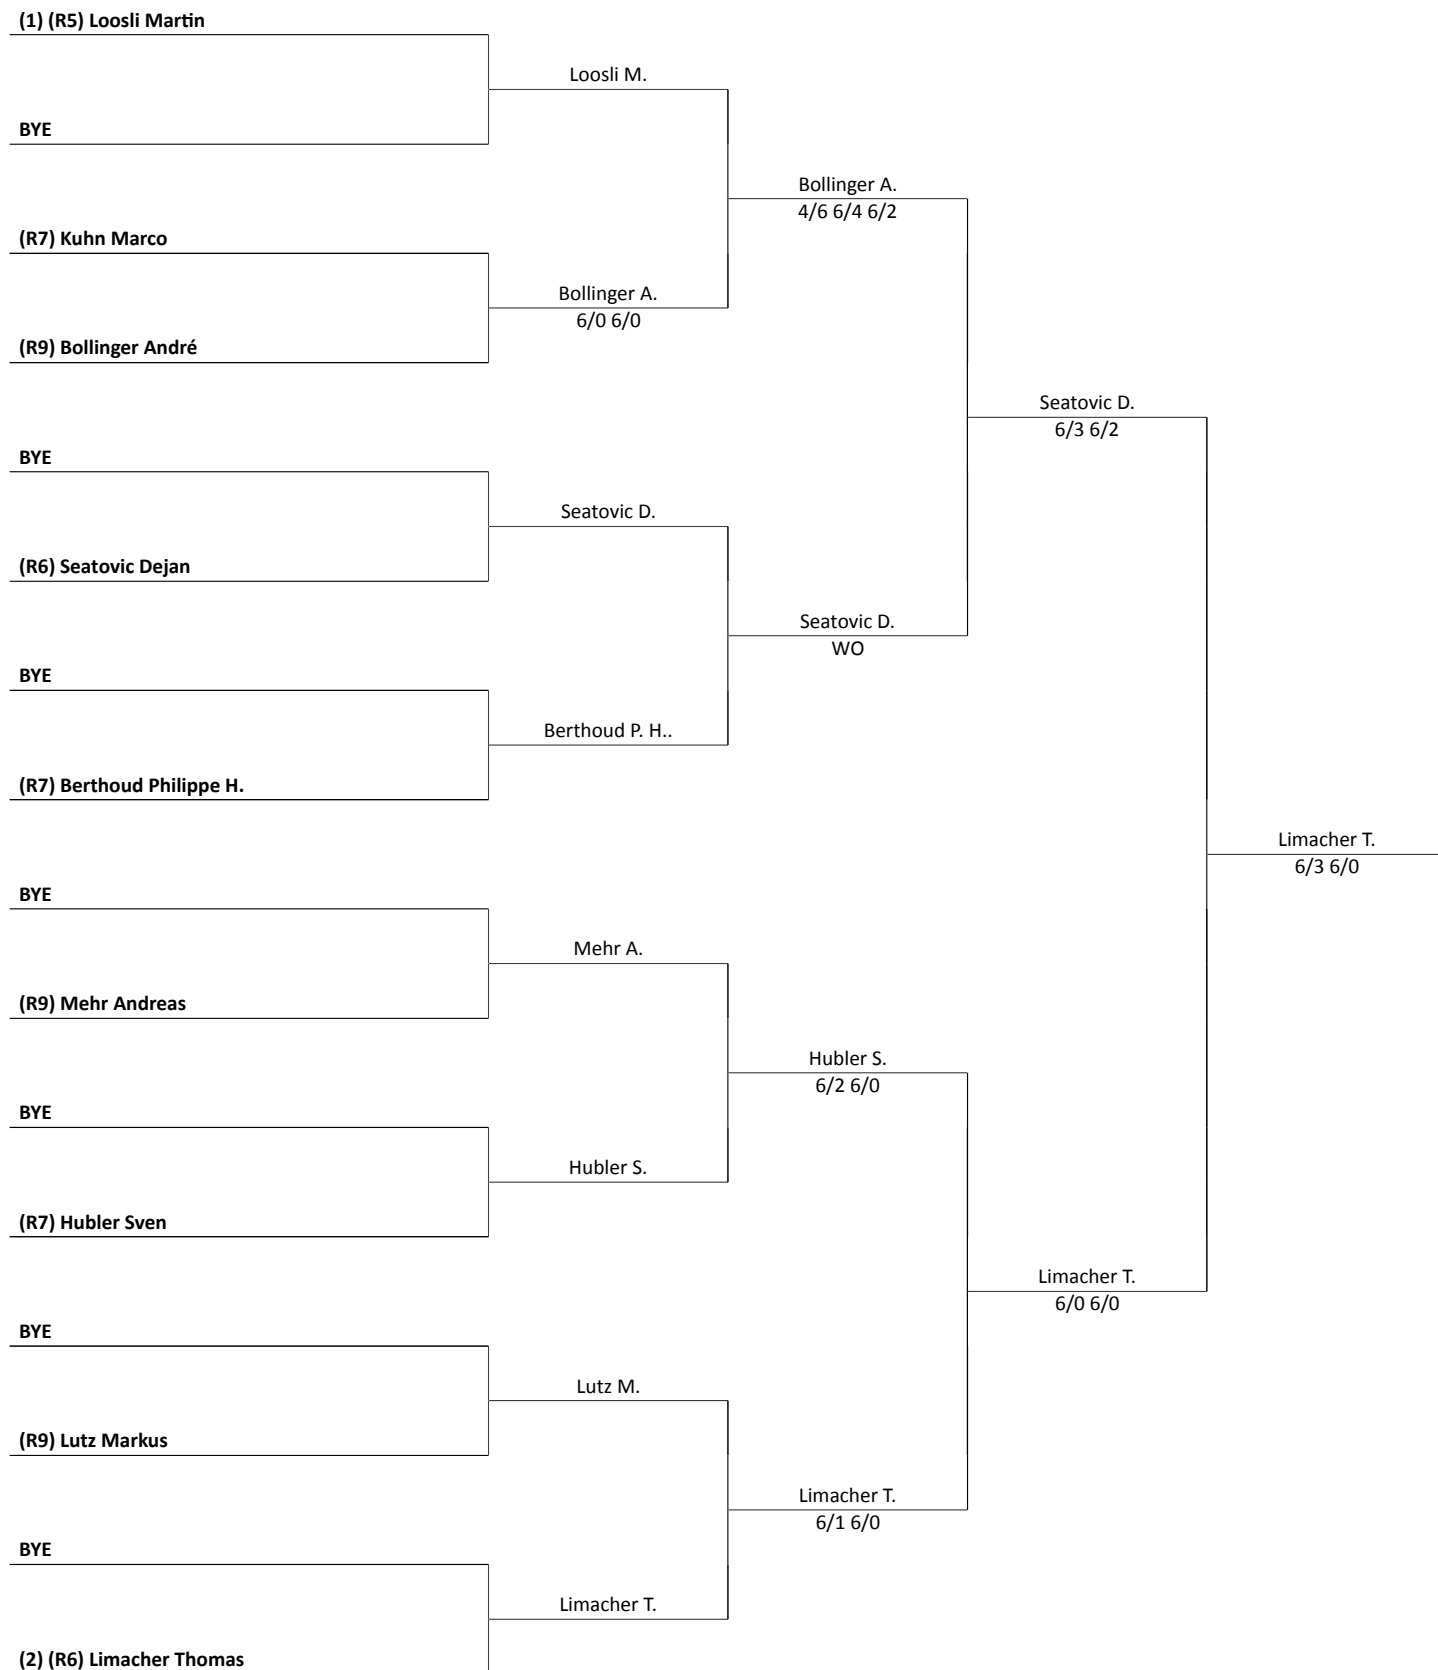 (1) (R5) Loosli Martin
Loosli M.
BYE
Bollinger A.
4/6 6/4 6/2
(R7) Kuhn Marco
Bollinger A.
6/0 6/0
(R9) Bollinger André
Seatovic D.
6/3 6/2
BYE
Seatovic D.
(R6) Seatovic Dejan
Seatovic D.
WO
BYE
Berthoud P. H..
(R7) Berthoud Philippe H.
Limacher T.
6/3 6/0
BYE
Mehr A.
(R9) Mehr Andreas
Hubler S.
6/2 6/0
BYE
Hubler S.
(R7) Hubler Sven
Limacher T.
6/0 6/0
BYE
Lutz M.
(R9) Lutz Markus
Limacher T.
6/1 6/0
BYE
Limacher T.
(2) (R6) Limacher Thomas